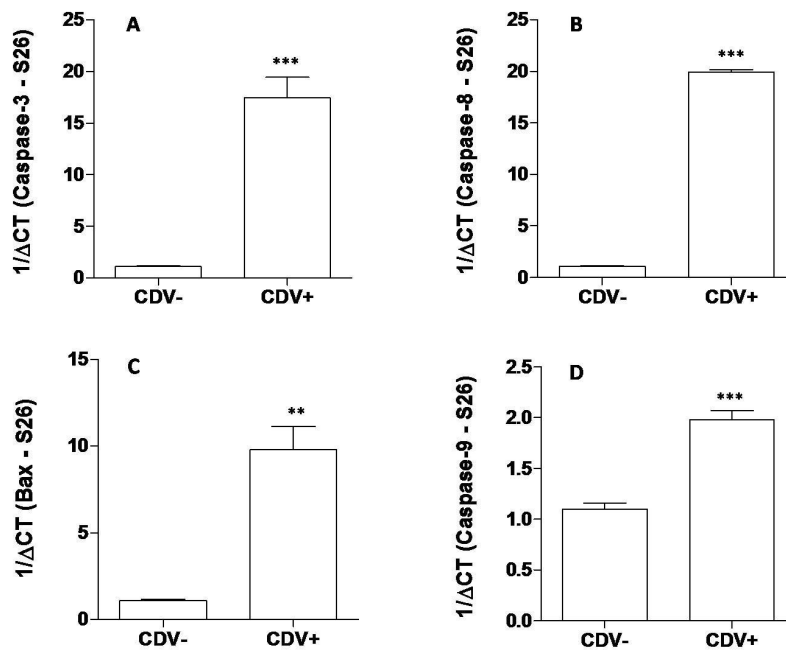 A
1/ΔCT (Caspase-3 - S26)
25
20
15
10
5
0
***
CDV-
CDV+
B
1/ΔCT (Caspase-8 - S26)
25
20
15
10
5
0
***
CDV-
CDV+
C
1/ΔCT (Bax - S26)
15
10
5
0
**
CDV-
CDV+
D
1/ΔCT (Caspase-9 - S26)
2.5
2.0
1.5
1.0
0.5
0.0
***
CDV-
CDV+